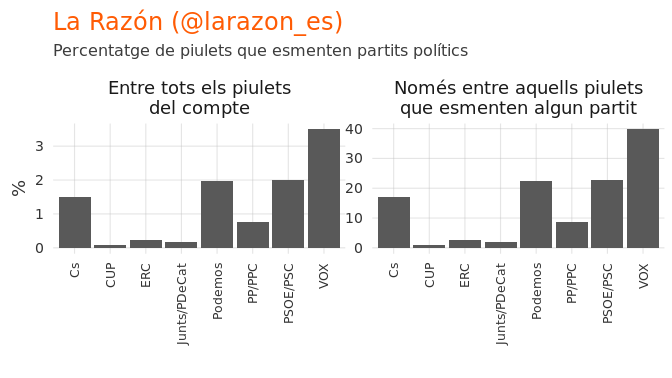 La Razón (@larazon_es)
Percentatge de piulets que esmenten partits polítics
Entre tots els piulets
del compte
%
3
2
1
0
Cs
CUP
ERC
Junts/PDeCat
Podemos
PP/PPC
PSOE/PSC
VOX
Només entre aquells piulets
que esmenten algun partit
40
30
20
10
0
Cs
CUP
ERC
Junts/PDeCat
Podemos
PP/PPC
PSOE/PSC
VOX